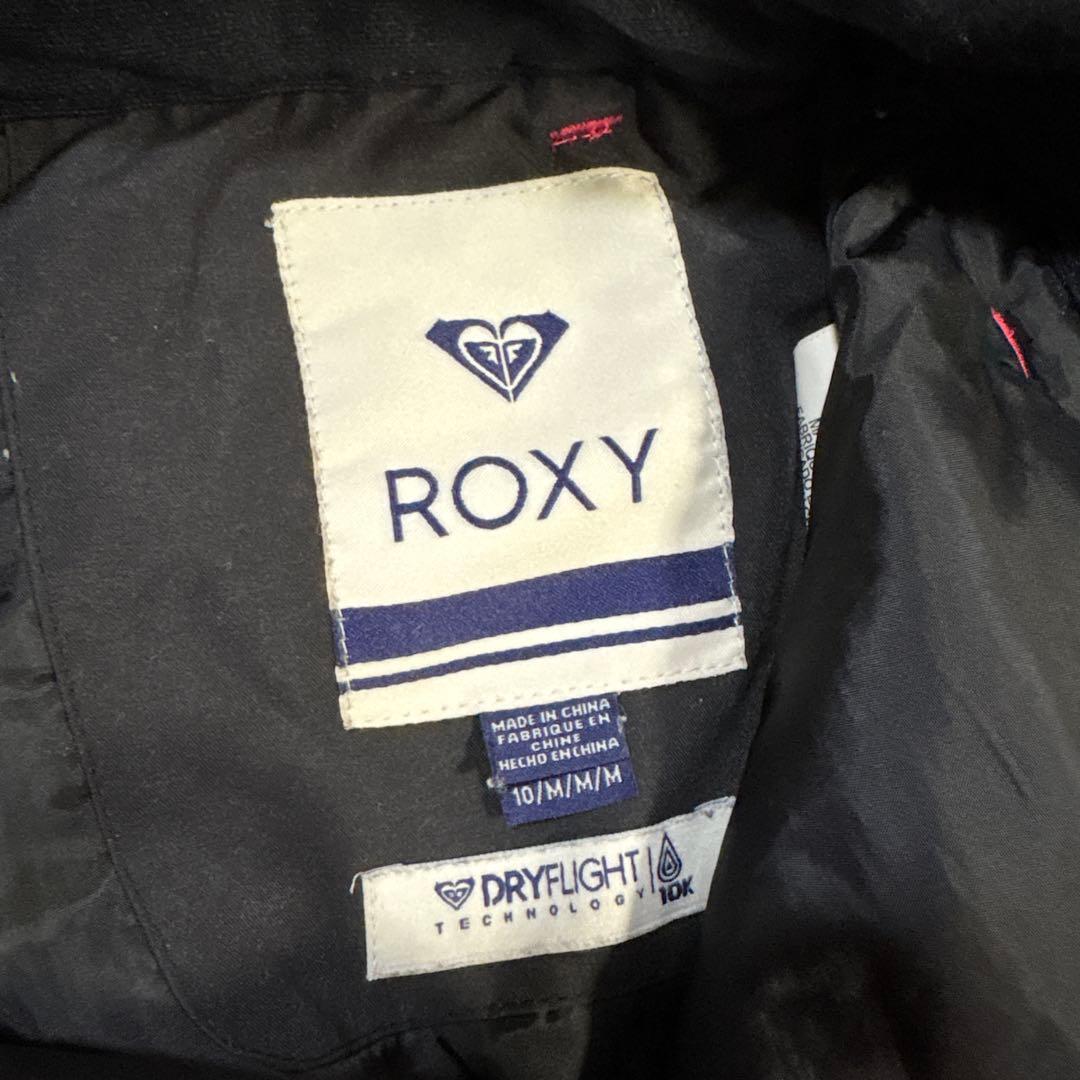 ROXY
MADE IN CHINA
FABRIQUE EN
CHINE
HECHO EN CHINA
10/M/M/M
DRYFLIGHT
TECHNOLOGY
10K